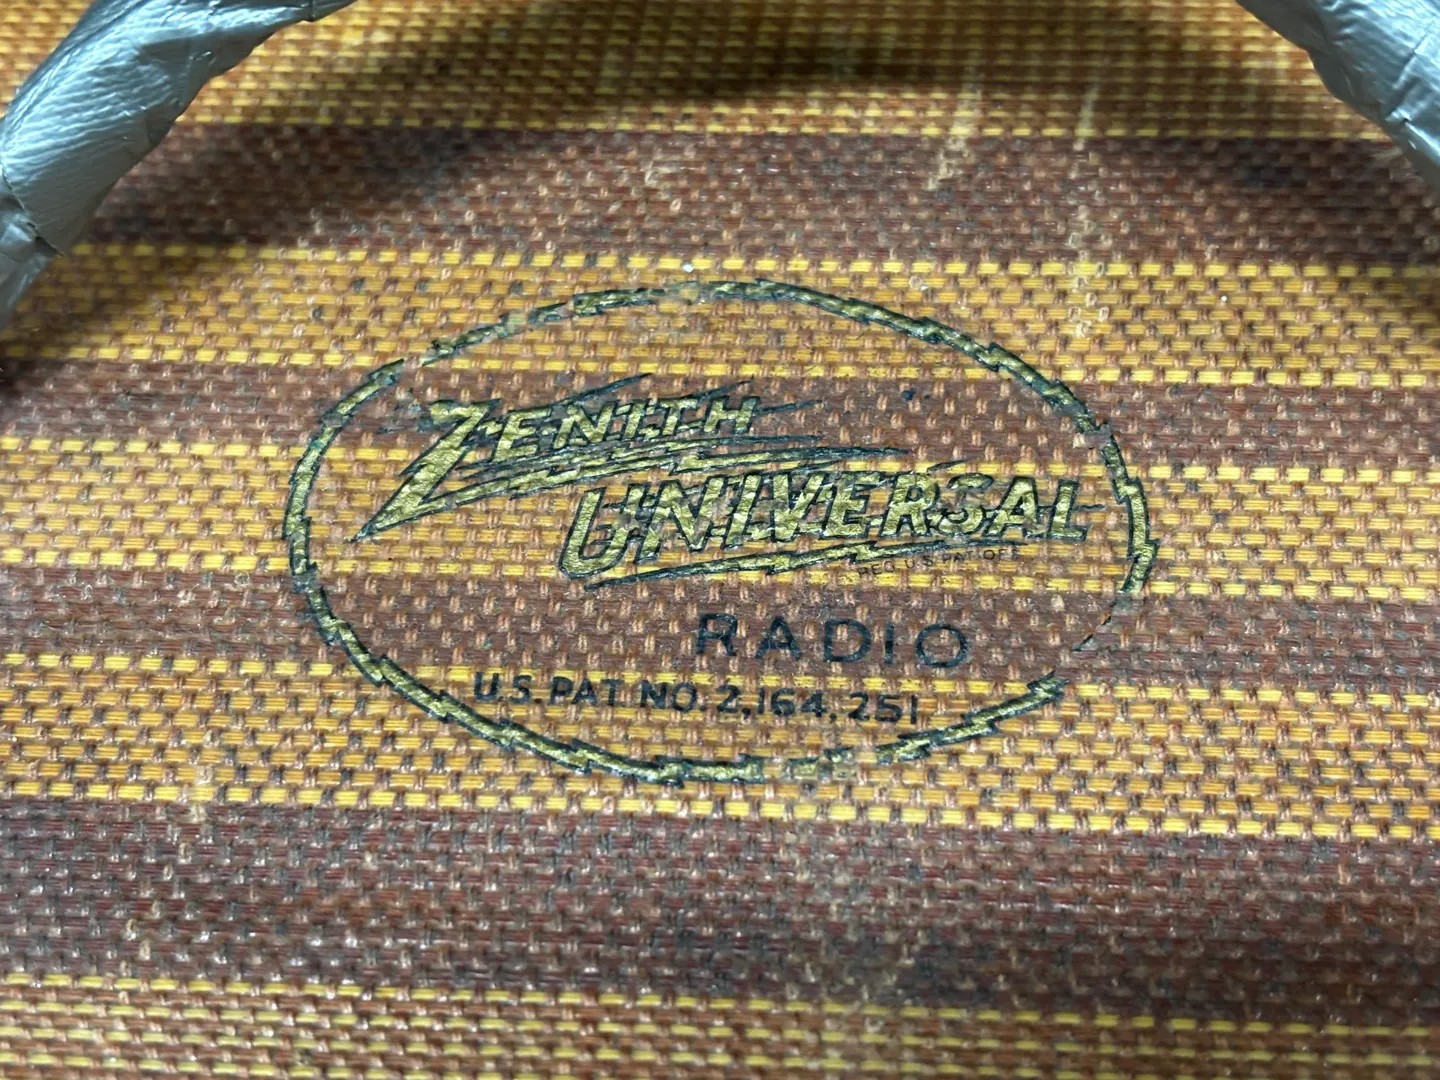 ZENITH
UNIVERSAL
REG. U.S. PAT. OFF.
RADIO
U.S. PAT. NO. 2,164,251